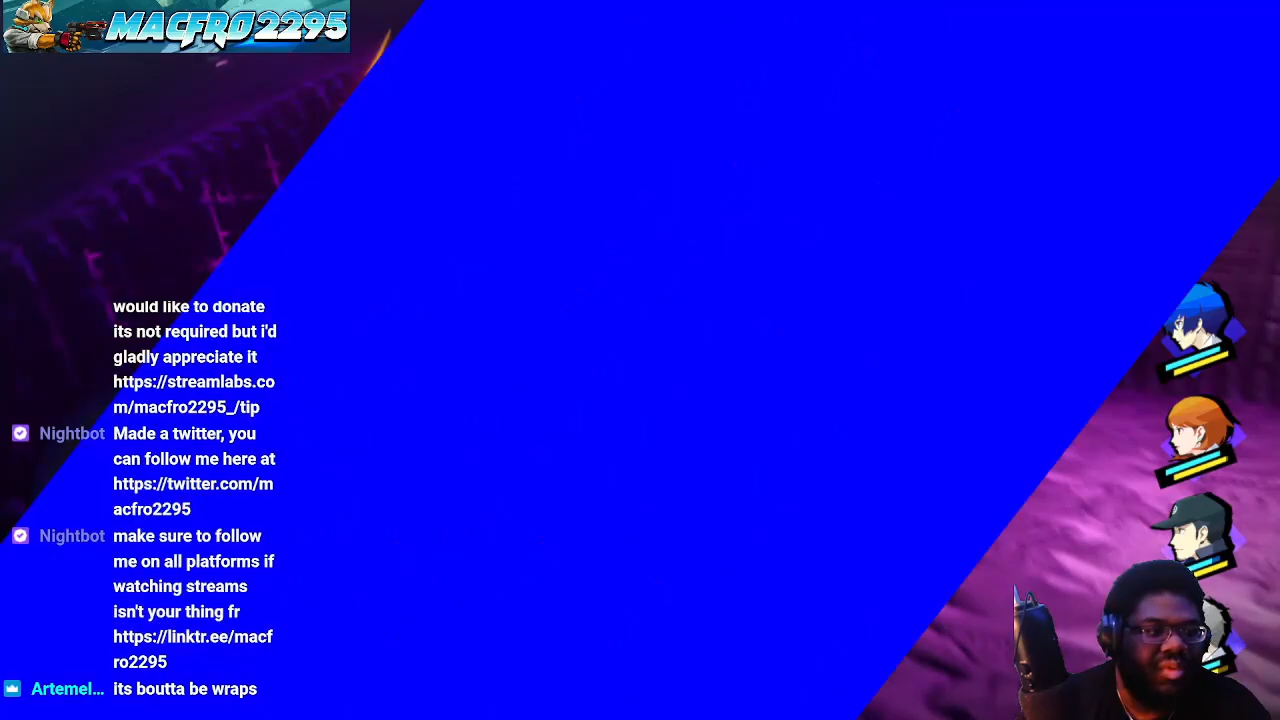 MACFRO2295
would like to donate
its not required but i'd
gladly appreciate it
https://streamlabs.co
m/macfro2295_/tip
Nightbot Made a twitter, you
can follow me here at
https://twitter.com/m
acfro2295
Nightbot make sure to follow
me on all platforms if
watching streams
isn't your thing fr
https://linktr.ee/macf
ro2295
Artemel... its boutta be wraps